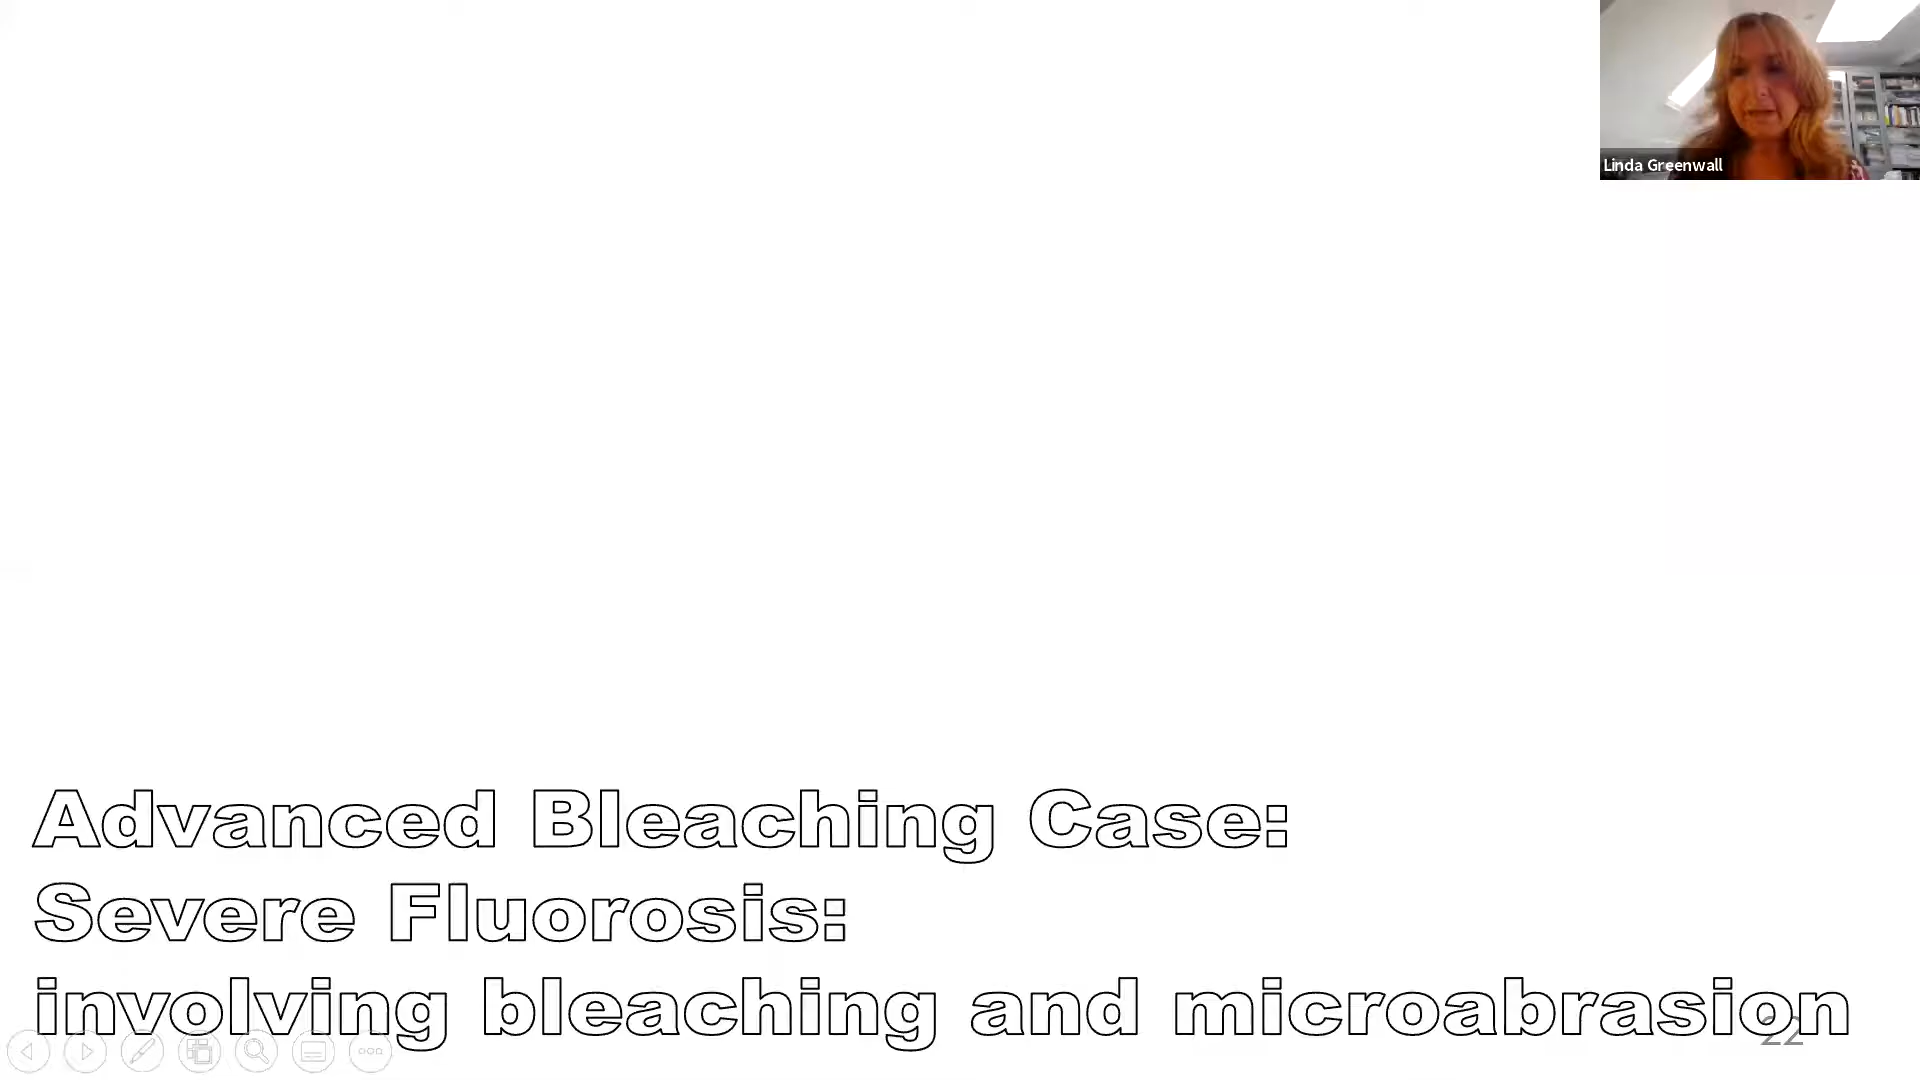 Linda Greenwall
Advanced Bleaching Case:
Severe Fluorosis:
involving bleaching and microabrasion
22